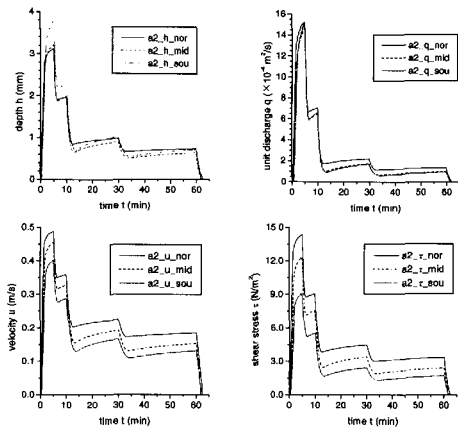 depth h (mm)
4
3
2
1
0
a2_h_nor
a2_h_mid
a2_h_sou
0 10 20 30 40 50 60
time t (min)
unit discharge q (×10⁻⁴ m²/s)
16
14
12
10
8
6
4
2
0
a2_q_nor
a2_q_mid
a2_q_sou
0 10 20 30 40 50 60
time t (min)
velocity u (m/s)
0.5
0.4
0.3
0.2
0.1
0.0
a2_u_nor
a2_u_mid
a2_u_sou
0 10 20 30 40 50 60
time t (min)
shear stress τ (N/m²)
15.0
12.0
9.0
6.0
3.0
0.0
a2_τ_nor
a2_τ_mid
a2_τ_sou
0 10 20 30 40 50 60
time t (min)